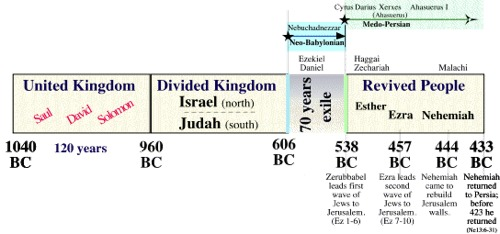 Cyrus Darius Xerxes Ahasuerus I
(Ahasuerus)
Medo-Persian
Nebuchadnezzar
Neo-Babylonian
Ezekiel
Daniel
Haggai
Zechariah
Malachi
United Kingdom
Saul
David
Solomon
Divided Kingdom
Israel (north)
Judah (south)
70 years
exile
Revived People
Esther
Ezra
Nehemiah
1040
BC
120 years
960
BC
606
BC
538
BC
457
BC
444
BC
433
BC
Zerubbabel
leads first
wave of
Jews to
Jerusalem.
(Ez 1-6)
Ezra leads
second
wave of
Jews to
Jerusalem.
(Ez 7-10)
Nehemiah
came to
rebuild
Jerusalem
walls.
Nehemiah
returned
to Persia;
before
423 he
returned
(Ne13:6-31)